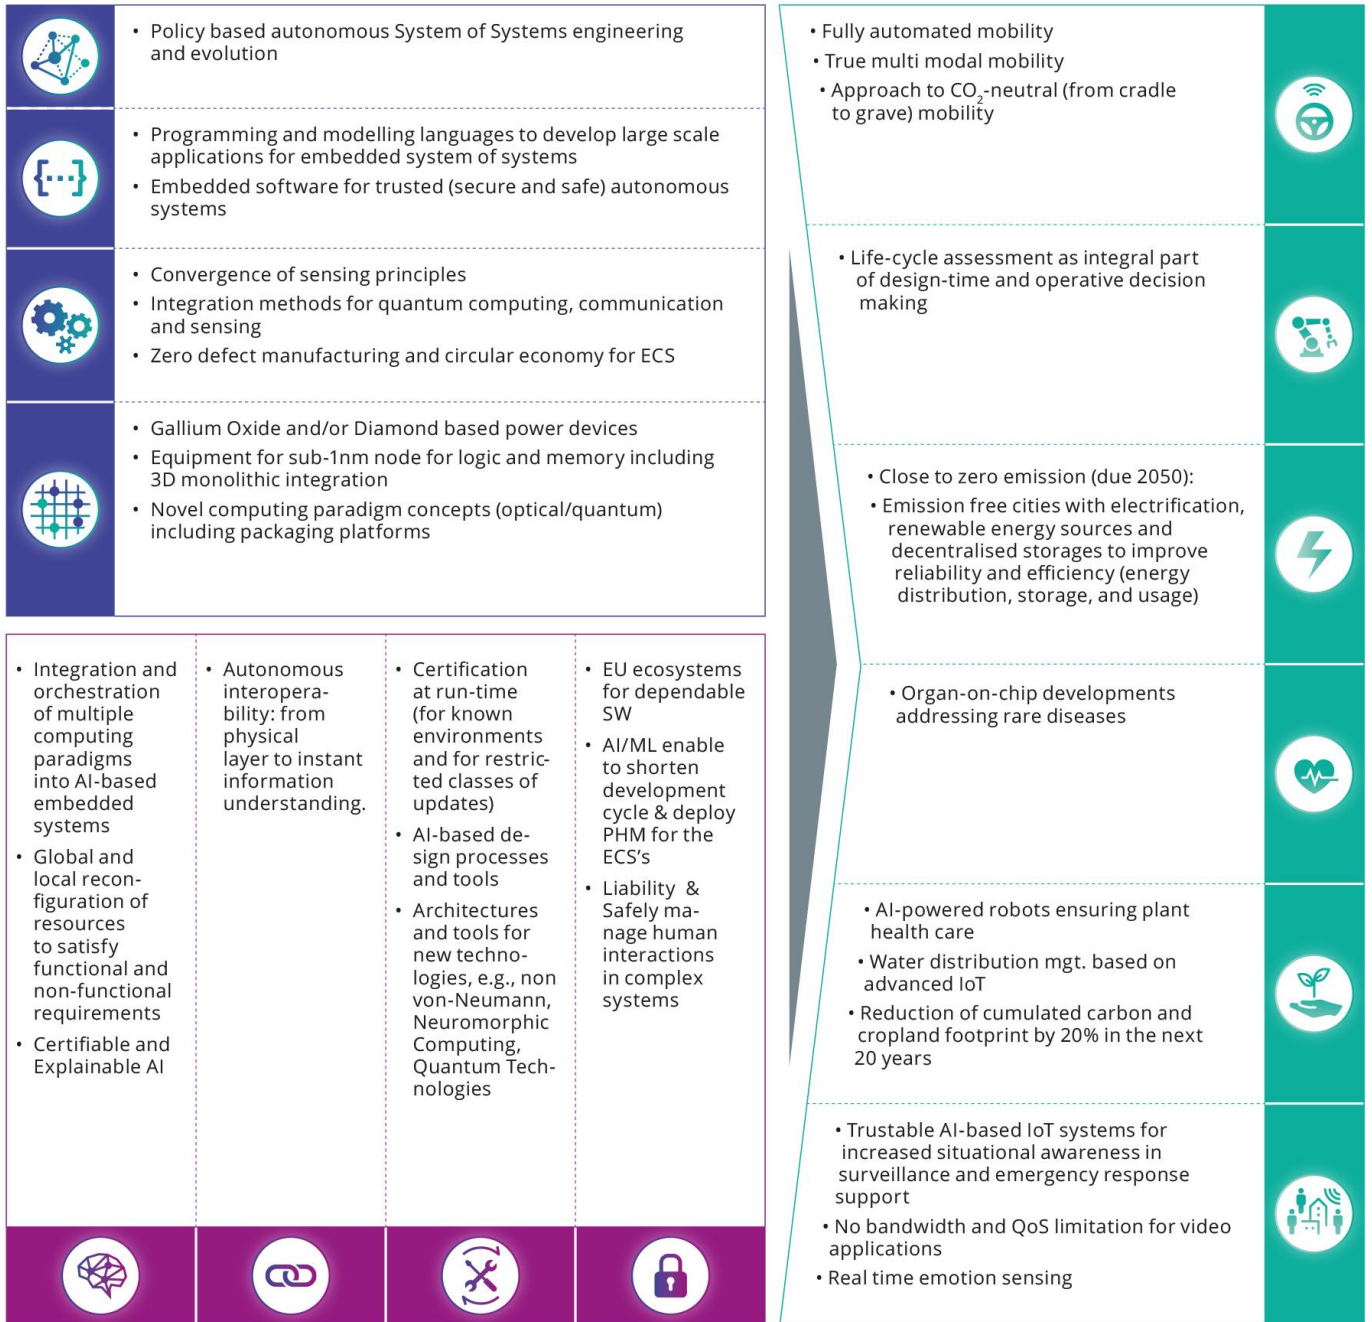 • Policy based autonomous System of Systems engineering
and evolution
• Programming and modelling languages to develop large scale
applications for embedded system of systems
• Embedded software for trusted (secure and safe) autonomous
systems
• Convergence of sensing principles
• Integration methods for quantum computing, communication
and sensing
• Zero defect manufacturing and circular economy for ECS
• Gallium Oxide and/or Diamond based power devices
• Equipment for sub-1nm node for logic and memory including
3D monolithic integration
• Novel computing paradigm concepts (optical/quantum)
including packaging platforms
• Integration and
orchestration
of multiple
computing
paradigms
into AI-based
embedded
systems
• Global and
local recon-
figuration of
resources
to satisfy
functional and
non-functional
requirements
• Certifiable and
Explainable AI
• Autonomous
interopera-
bility: from
physical
layer to instant
information
understanding.
• Certification
at run-time
(for known
environments
and for restric-
ted classes of
updates)
• AI-based de-
sign processes
and tools
• Architectures
and tools for
new techno-
logies, e.g., non
von-Neumann,
Neuromorphic
Computing,
Quantum Tech-
nologies
• EU ecosystems
for dependable
SW
• AI/ML enable
to shorten
development
cycle & deploy
PHM for the
ECS’s
• Liability &
Safely ma-
nage human
interactions
in complex
systems
• Fully automated mobility
• True multi modal mobility
• Approach to CO₂-neutral (from cradle
to grave) mobility
• Life-cycle assessment as integral part
of design-time and operative decision
making
• Close to zero emission (due 2050):
• Emission free cities with electrification,
renewable energy sources and
decentralised storages to improve
reliability and efficiency (energy
distribution, storage, and usage)
• Organ-on-chip developments
addressing rare diseases
• AI-powered robots ensuring plant
health care
• Water distribution mgt. based on
advanced IoT
• Reduction of cumulated carbon and
cropland footprint by 20% in the next
20 years
• Trustable AI-based IoT systems for
increased situational awareness in
surveillance and emergency response
support
• No bandwidth and QoS limitation for video
applications
• Real time emotion sensing